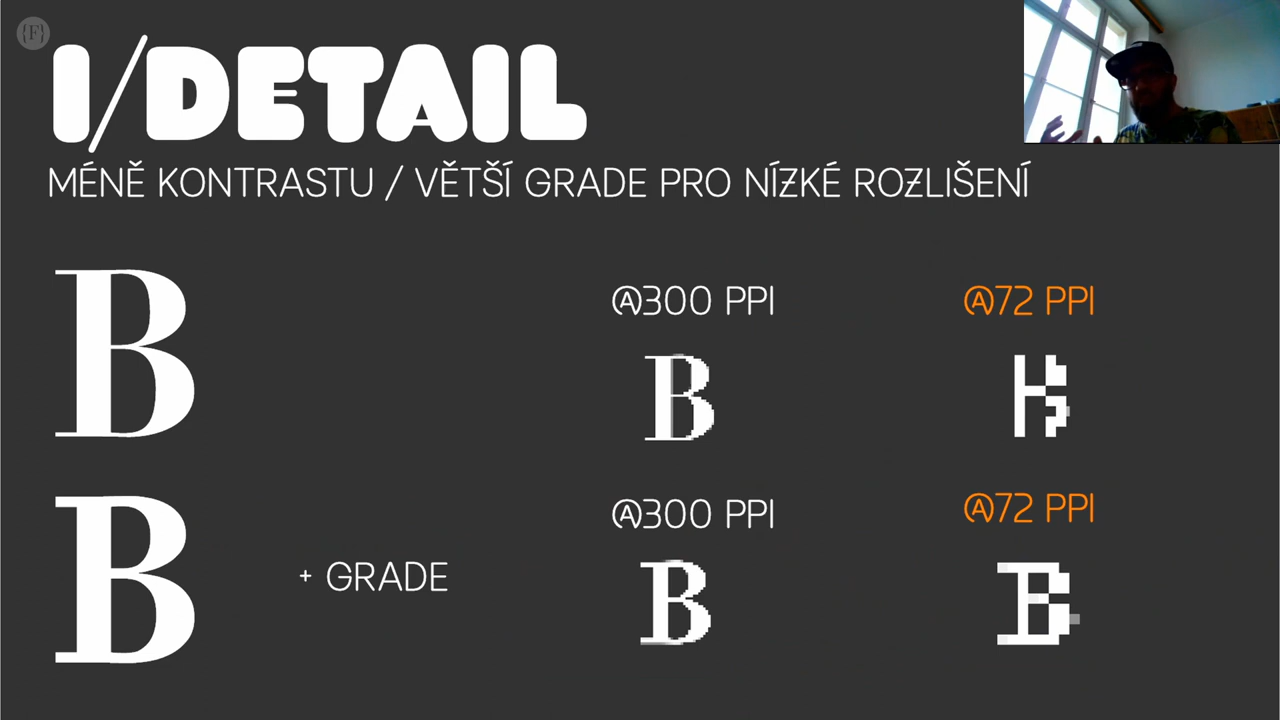 {F}
I/DETAIL
MÉNĚ KONTRASTU / VĚTŠÍ GRADE PRO NÍZKÉ ROZLIŠENÍ
@300 PPI @72 PPI
B B
@300 PPI @72 PPI
B + GRADE B B